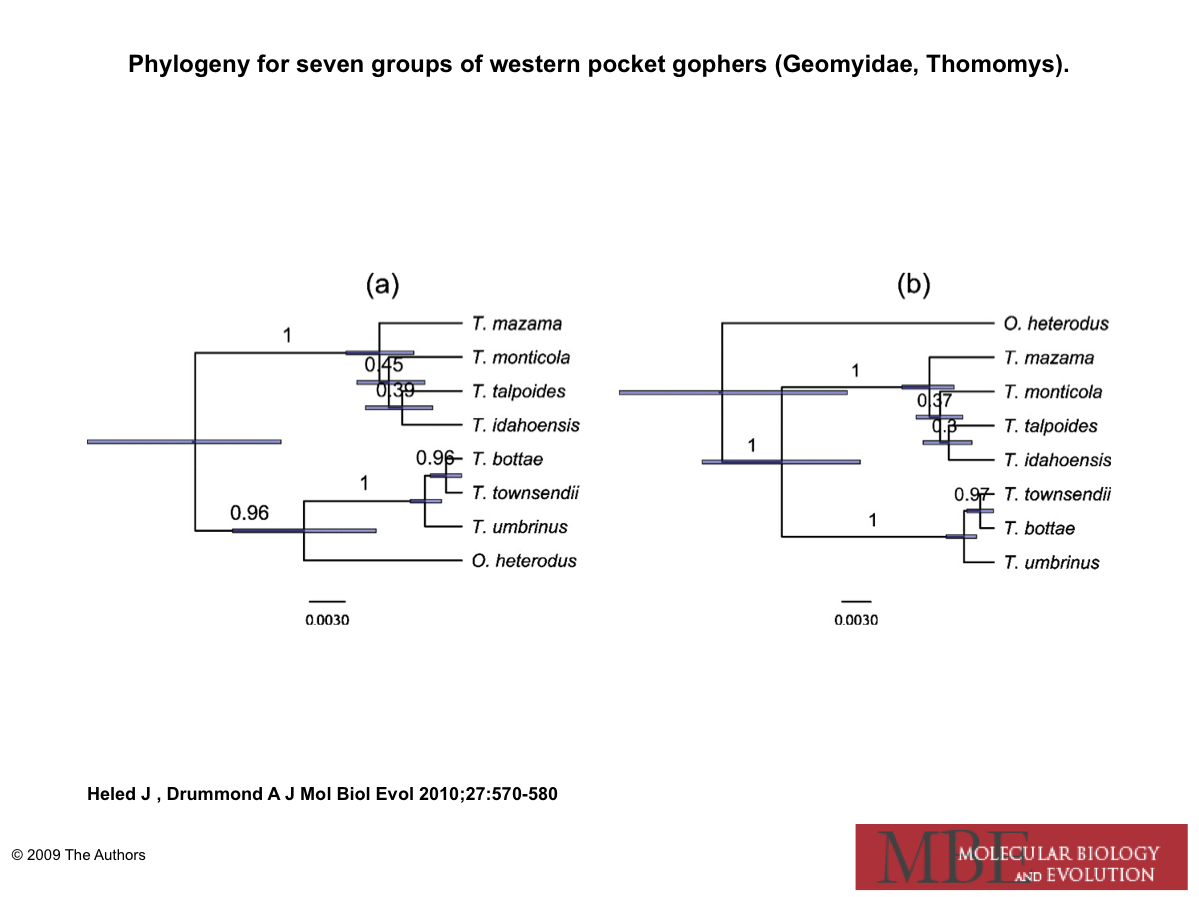 Phylogeny for seven groups of western pocket gophers (Geomyidae, Thomomys).
(a)
1
T. mazama
T. monticola
0.45
T. talpoides
0.39
T. idahoensis
T. bottae
0.96
T. townsendii
1
0.96
T. umbrinus
O. heterodus
0.0030
(b)
O. heterodus
T. mazama
1
T. monticola
0.37
T. talpoides
0.3
1
T. idahoensis
T. townsendii
0.97
1
T. bottae
T. umbrinus
0.0030
Heled J , Drummond A J Mol Biol Evol 2010;27:570-580
© 2009 The Authors
MBE
MOLECULAR BIOLOGY
AND EVOLUTION